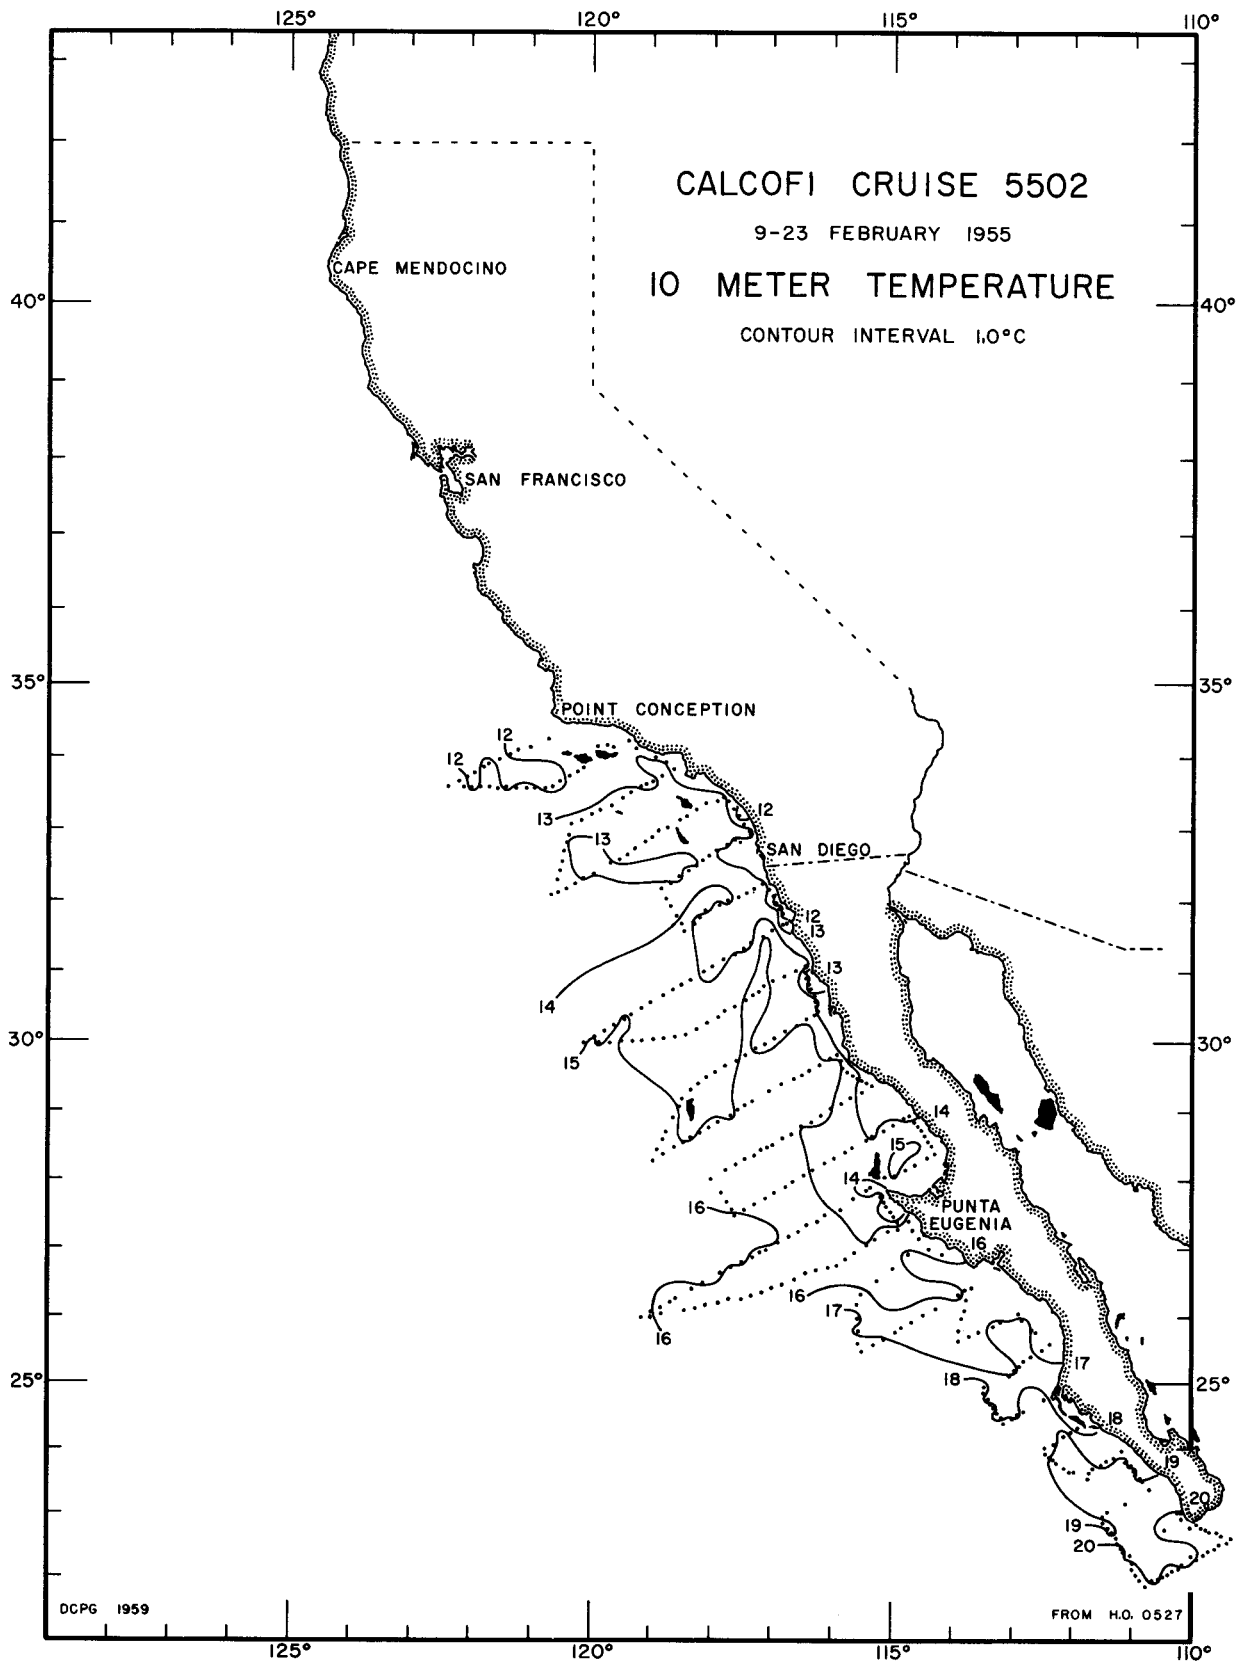 125° 120° 115° 110°
CALCOFI CRUISE 5502
9-23 FEBRUARY 1955
CAPE MENDOCINO
10 METER TEMPERATURE
40° 40°
CONTOUR INTERVAL 1.0°C
SAN FRANCISCO
35° 35°
POINT CONCEPTION
12
12
13 12
13
SAN DIEGO
12
13
13
14
30° 30°
15
14
15
14
16 PUNTA
EUGENIA
16
16
17
16
17
18 25°
25°
18
19
20
19
20
DCPG 1959 FROM H.O. 0527
125° 120° 115° 110°